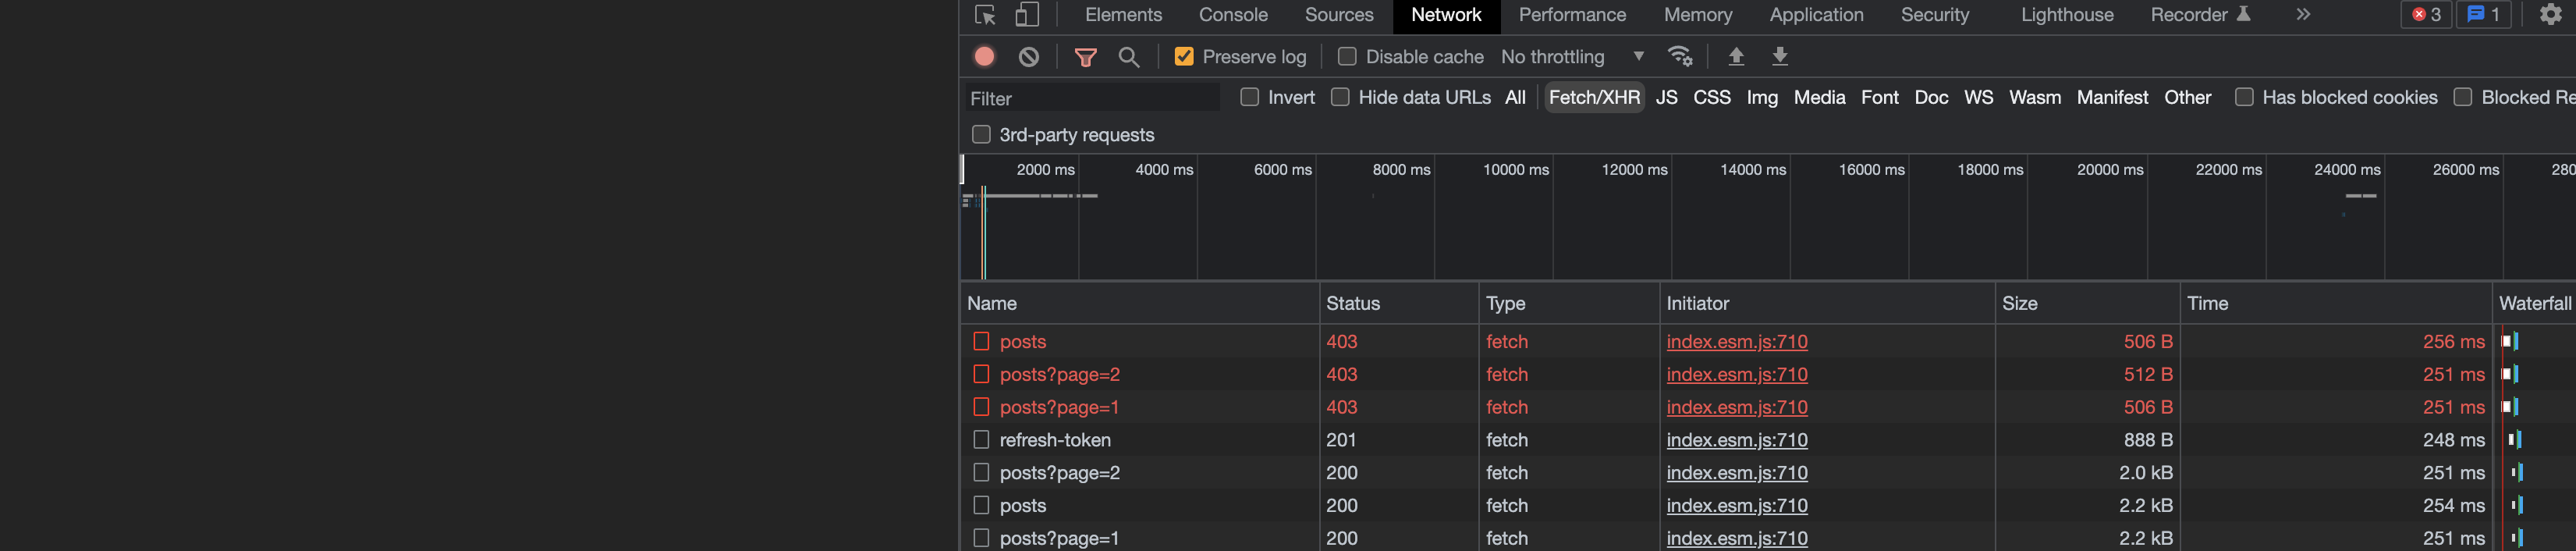 Elements Console Sources Network Performance Memory Application Security Lighthouse Recorder » 3 1
Preserve log Disable cache No throttling
Filter Invert Hide data URLs All Fetch/XHR JS CSS Img Media Font Doc WS Wasm Manifest Other Has blocked cookies Blocked Re
3rd-party requests
2000 ms 4000 ms 6000 ms 8000 ms 10000 ms 12000 ms 14000 ms 16000 ms 18000 ms 20000 ms 22000 ms 24000 ms 26000 ms 280
Name Status Type Initiator Size Time Waterfall
posts 403 fetch index.esm.js:710 506 B 256 ms
posts?page=2 403 fetch index.esm.js:710 512 B 251 ms
posts?page=1 403 fetch index.esm.js:710 506 B 251 ms
refresh-token 201 fetch index.esm.js:710 888 B 248 ms
posts?page=2 200 fetch index.esm.js:710 2.0 kB 251 ms
posts 200 fetch index.esm.js:710 2.2 kB 254 ms
posts?page=1 200 fetch index.esm.js:710 2.2 kB 251 ms